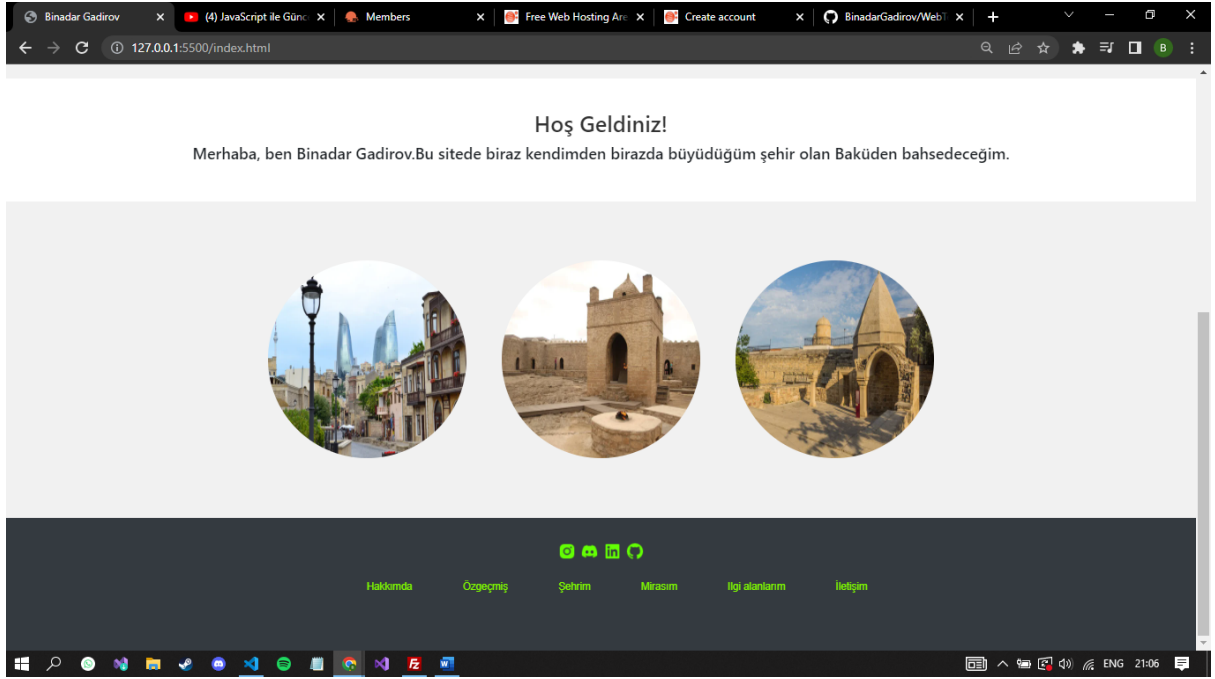 Binadar Gadirov
(4) JavaScript ile Günc
Members
Free Web Hosting Are
Create account
BinadarGadirov/WebT
127.0.0.1:5500/index.html
B
Hoş Geldiniz!
Merhaba, ben Binadar Gadirov.Bu sitede biraz kendimden birazda büyüdüğüm şehir olan Baküden bahsedeceğim.
in
Hakkımda Özgeçmiş Şehrim Mirasım Ilgi alanlarım İletişim
ENG 21:06